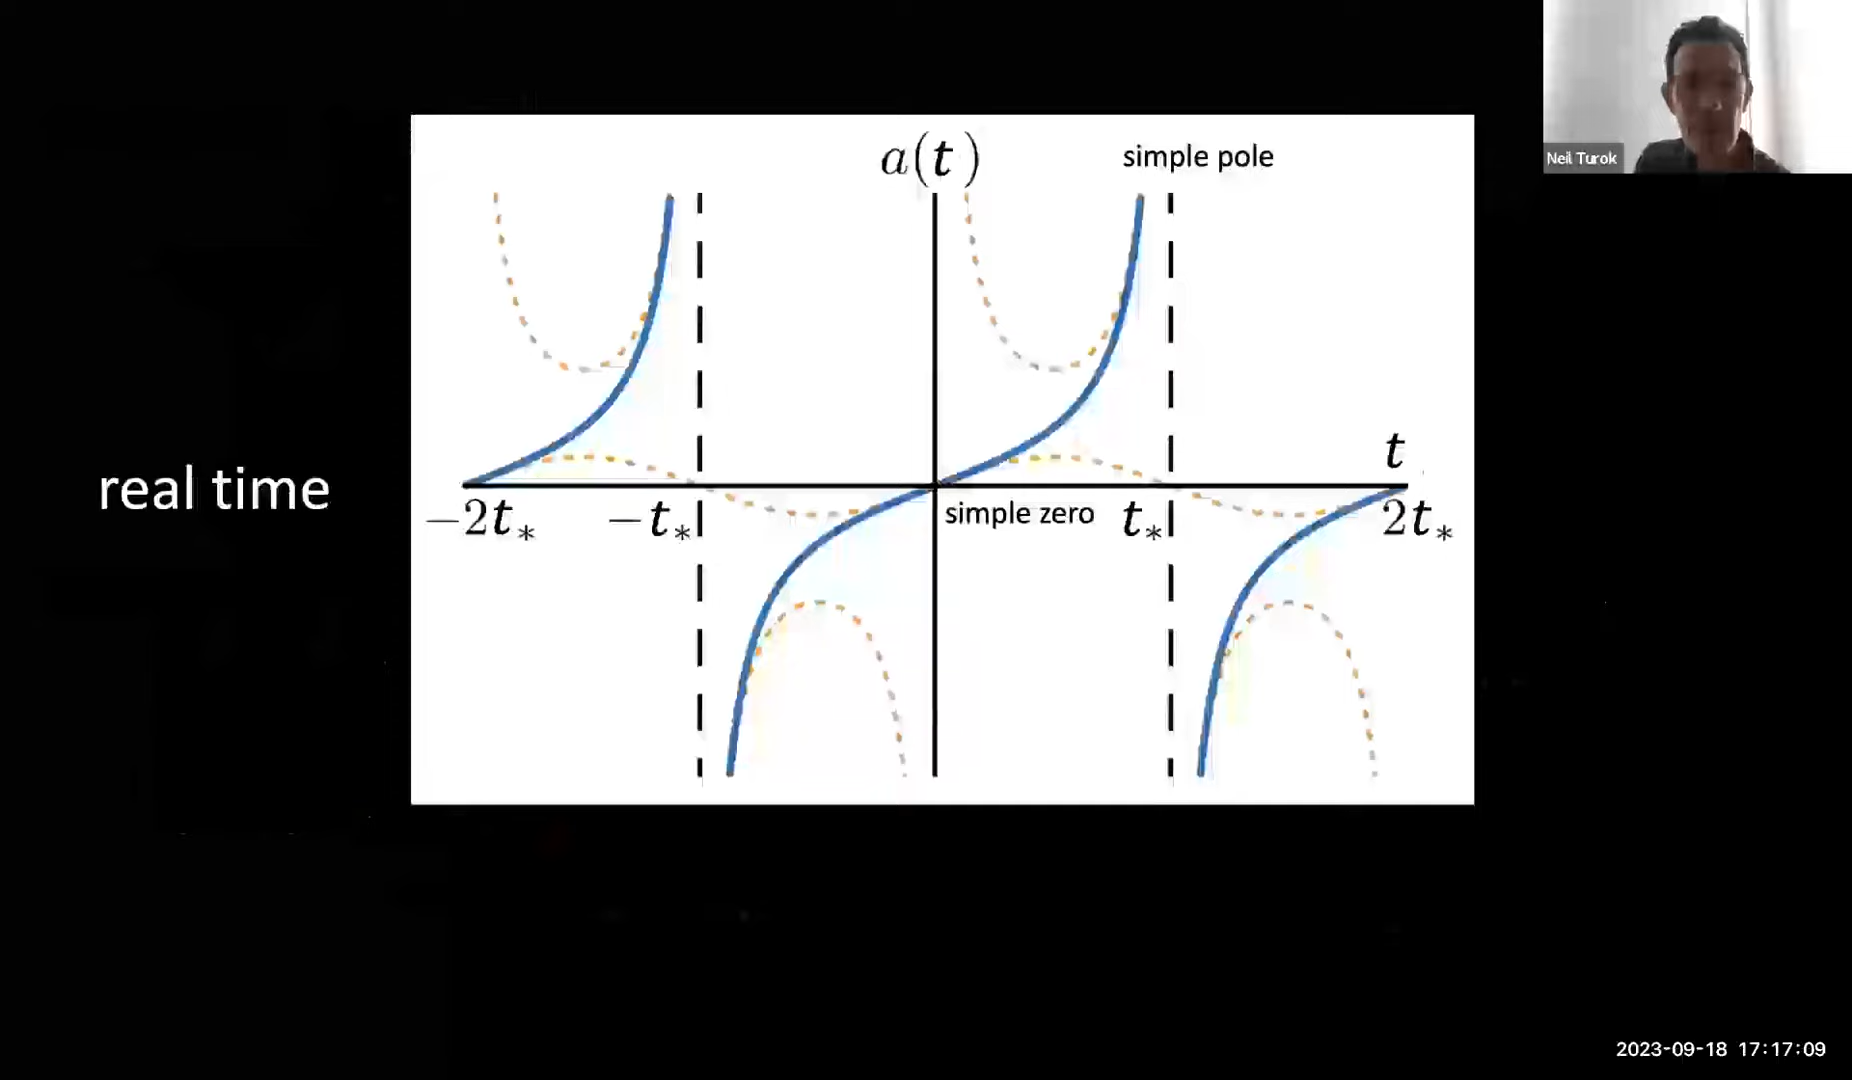 Neil Turok
a(t)
simple pole
real time
t
−2t*
−t*
simple zero
t*
2t*
2023-09-18 17:17:09